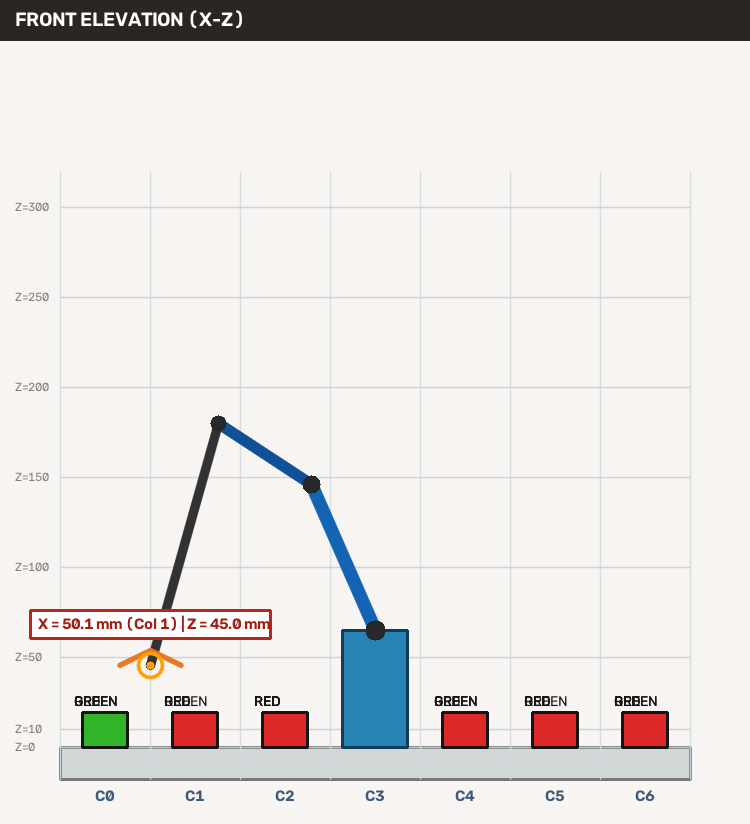 FRONT ELEVATION (X-Z)
Z=300
Z=250
Z=200
Z=150
Z=100
X = 50.1 mm (Col 1) | Z = 45.0 mm
Z=50
RED
Z=10
Z=0
C0 C1 C2 C3 C4 C5 C6